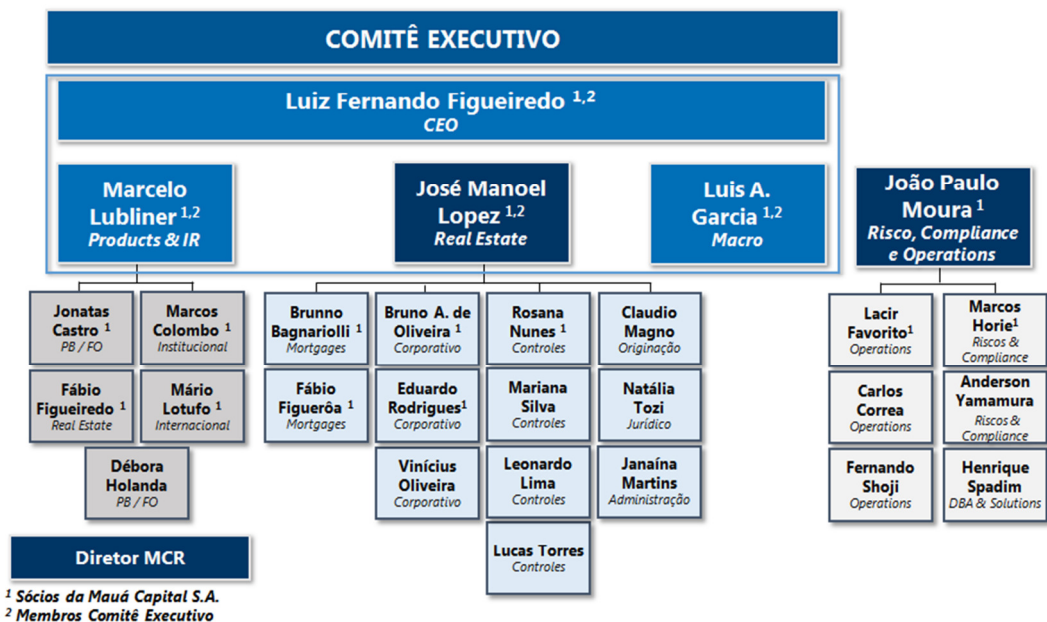 COMITÊ EXECUTIVO
Luiz Fernando Figueiredo ¹,²
CEO
Marcelo
Lubliner ¹,²
Products & IR
José Manoel
Lopez ¹,²
Real Estate
Luis A.
Garcia ¹,²
Macro
João Paulo
Moura ¹
Risco, Compliance
e Operations
Jonatas
Castro ¹
PB / FO
Marcos
Colombo ¹
Institucional
Fábio
Figueiredo ¹
Real Estate
Mário
Lotufo ¹
Internacional
Débora
Holanda
PB / FO
Brunno
Bagnariolli ¹
Mortgages
Bruno A. de
Oliveira ¹
Corporativo
Rosana
Nunes ¹
Controles
Claudio
Magno
Originação
Fábio
Figuerôa ¹
Mortgages
Eduardo
Rodrigues¹
Corporativo
Mariana
Silva
Controles
Natália
Tozi
Jurídico
Vinícius
Oliveira
Corporativo
Leonardo
Lima
Controles
Janaína
Martins
Administração
Lucas Torres
Controles
Lacir
Favorito¹
Operations
Marcos
Horie¹
Riscos &
Compliance
Carlos
Correa
Operations
Anderson
Yamamura
Riscos &
Compliance
Fernando
Shoji
Operations
Henrique
Spadim
DBA & Solutions
Diretor MCR
¹ Sócios da Mauá Capital S.A.
² Membros Comitê Executivo